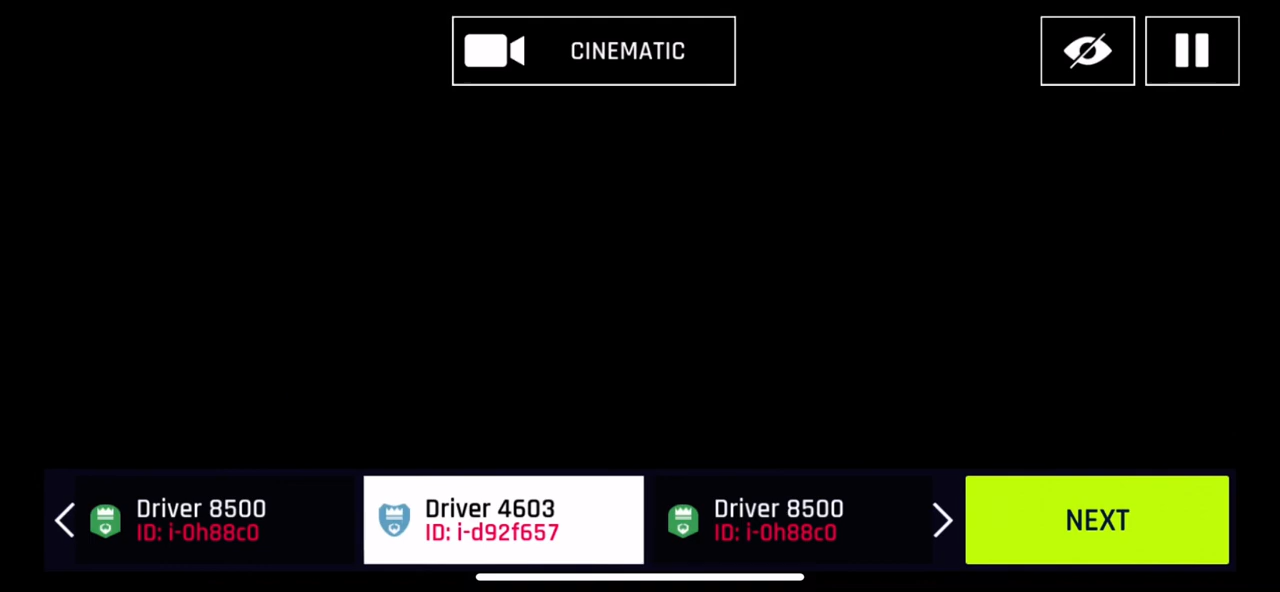 CINEMATIC
Driver 8500
ID: i-0h88c0
Driver 4603
ID: i-d92f657
Driver 8500
ID: i-0h88c0
NEXT